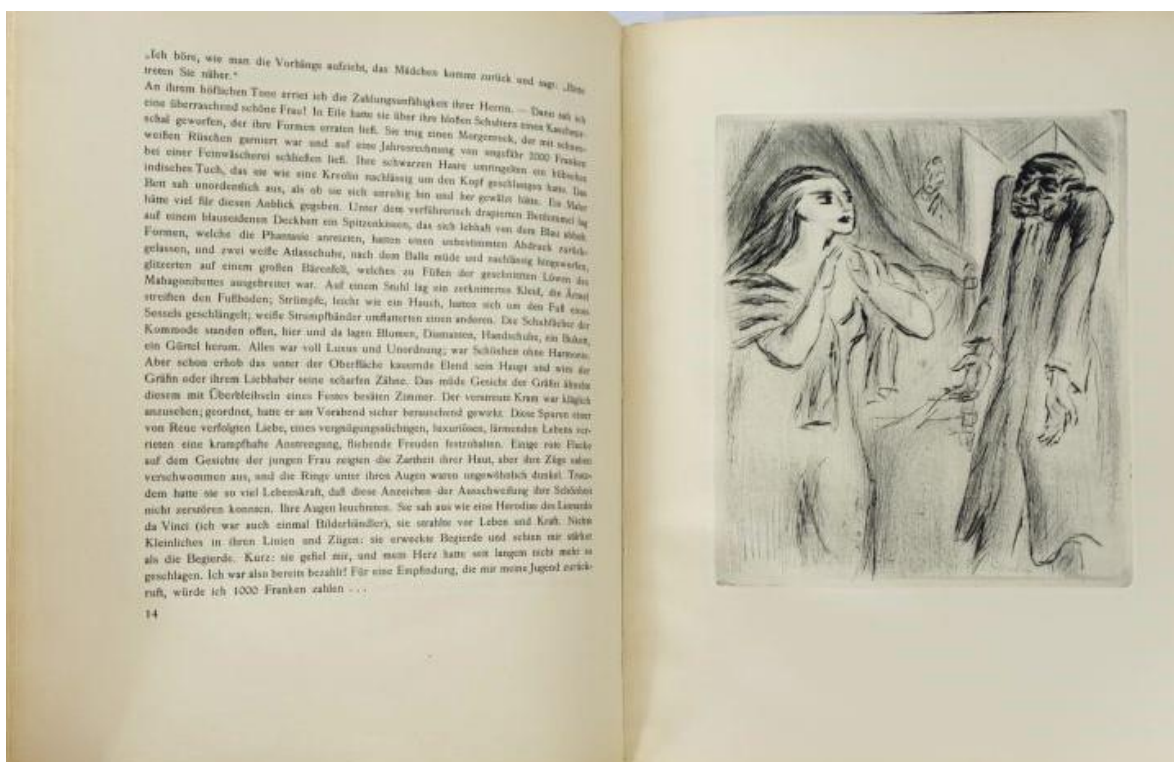 „Ich höre, wie man die Vorhänge aufzieht, das Mädchen kommt zurück und sagt: „Bitte
treten Sie näher.“
An ihrem höflichen Tone erriet ich die Zahlungsunfähigkeit ihrer Herrin. — Dann sah ich
eine überraschend schöne Frau! In Eile hatte sie über ihre bloßen Schultern einen Kaschmir-
schal geworfen, der ihre Formen erraten ließ. Sie trug einen Morgenrock, der mit schnee-
weißen Rüschen garniert war und auf eine Jahresrechnung von ungefähr 2000 Franken
bei einer Feinwäscherei schließen ließ. Ihre schwarzen Haare umringelten ein hübsches
indisches Tuch, das sie wie eine Kreolin nachlässig um den Kopf geschlungen hatte. Das
Bett sah unordentlich aus, als ob sie sich unruhig hin und her gewälzt hätte. Ein Maler
hätte viel für diesen Anblick gegeben. Unter dem verführerisch drapierten Betthimmel lag
auf einem blauseidenen Deckbett ein Spitzenkissen, das sich lebhaft von dem Blau abhob.
Formen, welche die Phantasie anreizten, hatten einen unbestimmten Abdruck zurück-
gelassen, und zwei weiße Atlasschuhe, nach dem Balle müde und nachlässig hingeworfen,
glitzerten auf einem großen Bärenfell, welches zu Füßen der geschnitzten Löwen des
Mahagonibettes ausgebreitet war. Auf einem Stuhl lag ein zerknittertes Kleid, die Ärmel
streiften den Fußboden; Strümpfe, leicht wie ein Hauch, hatten sich um den Fuß eines
Sessels geschlängelt; weiße Strumpfbänder umflatterten einen anderen. Die Schubfächer der
Kommode standen offen, hier und da lagen Blumen, Diamanten, Handschuhe, ein Bukett,
ein Gürtel herum. Alles war voll Luxus und Unordnung; war Schönheit ohne Harmonie.
Aber schon erhob das unter der Oberfläche kauernde Elend sein Haupt und wies der
Gräfin oder ihrem Liebhaber seine scharfen Zähne. Das müde Gesicht der Gräfin ähnelte
diesem mit Überbleibseln eines Festes besäten Zimmer. Der verstreute Kram war kläglich
anzusehen; geordnet, hatte er am Vorabend sicher berauschend gewirkt. Diese Spuren einer
von Reue verfolgten Liebe, eines vergnügungssüchtigen, luxuriösen, lärmenden Lebens ver-
rieten eine krampfhafte Anstrengung, fliehende Freuden festzuhalten. Einige rote Flecke
auf dem Gesichte der jungen Frau zeigten die Zartheit ihrer Haut, aber ihre Züge sahen
verschwommen aus, und die Ringe unter ihren Augen waren ungewöhnlich dunkel. Trotz-
dem hatte sie so viel Lebenskraft, daß diese Anzeichen der Ausschweifung ihre Schönheit
nicht zerstören konnten. Ihre Augen leuchteten. Sie sah aus wie eine Herodias des Lionardo
da Vinci (ich war auch einmal Bilderhändler), sie strahlte vor Leben und Kraft. Nichts
Kleinliches in ihren Linien und Zügen: sie erweckte Begierde und schien mir stärker
als die Begierde. Kurz: sie gefiel mir, und mein Herz hatte seit langem nicht mehr so
geschlagen. Ich war also bereits bezahlt! Für eine Empfindung, die mir meine Jugend zurück-
ruft, würde ich 1000 Franken zahlen . . .
14